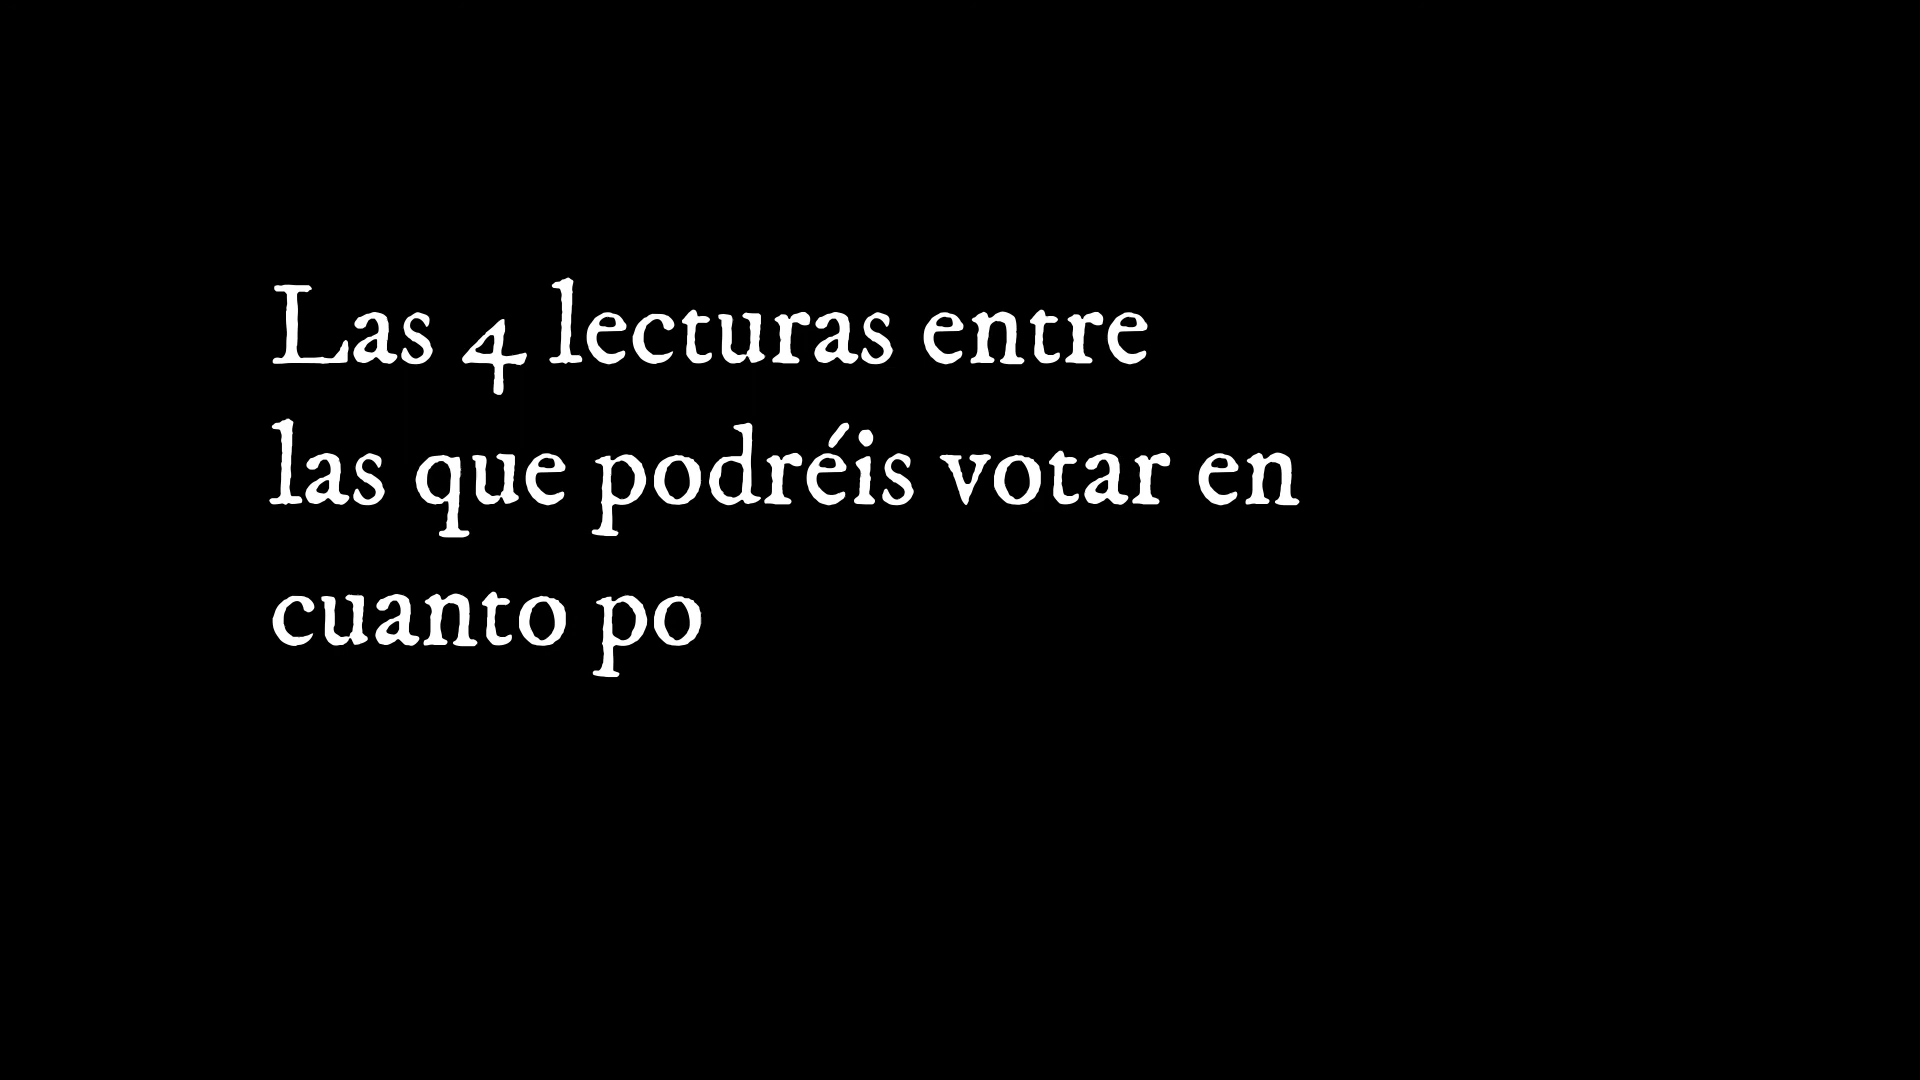 Las 4 lecturas entre
las que podréis votar en
cuanto po